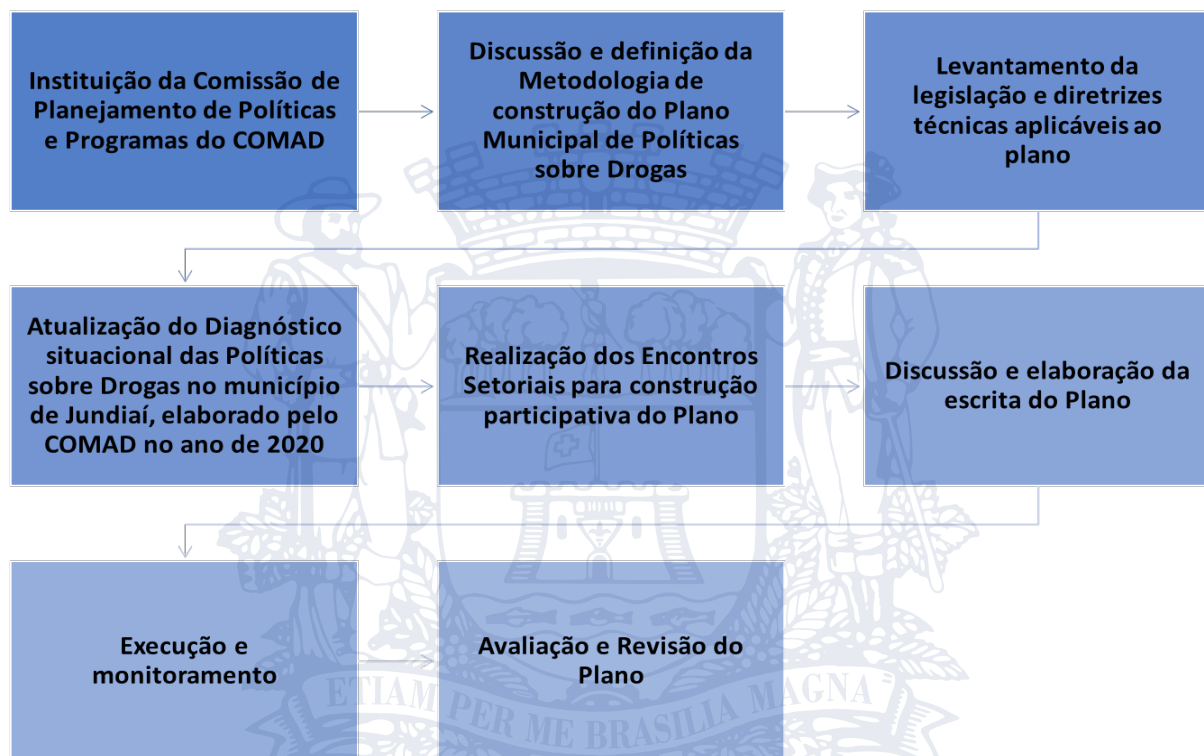 Instituição da Comissão de
Planejamento de Políticas
e Programas do COMAD
Discussão e definição da
Metodologia de
construção do Plano
Municipal de Políticas
sobre Drogas
Levantamento da
legislação e diretrizes
técnicas aplicáveis ao
plano
Atualização do Diagnóstico
situacional das Políticas
sobre Drogas no município
de Jundiaí, elaborado pelo
COMAD no ano de 2020
Realização dos Encontros
Setoriais para construção
participativa do Plano
Discussão e elaboração da
escrita do Plano
Execução e
monitoramento
Avaliação e Revisão do
Plano
ETIAM PER ME BRASILIA MAGNA